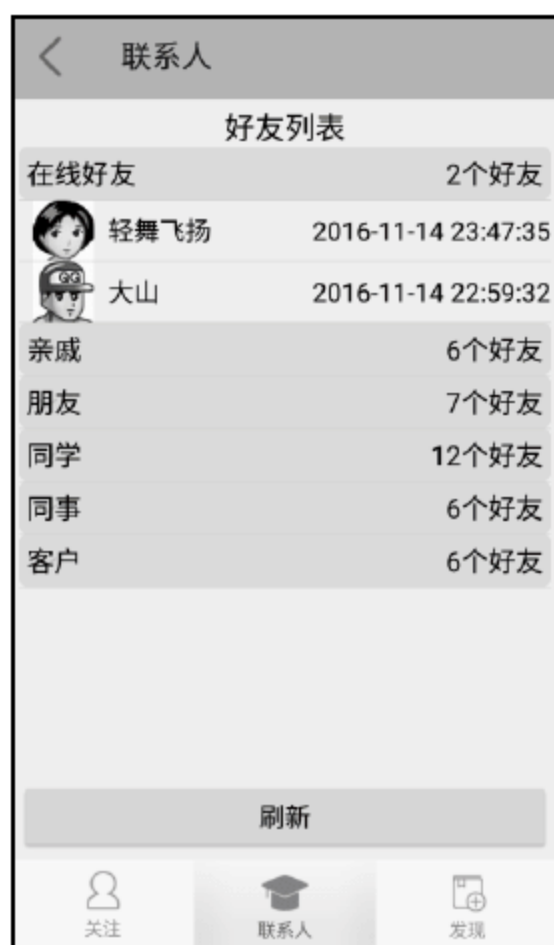 联系人
好友列表
在线好友 2个好友
轻舞飞扬 2016-11-14 23:47:35
GG
大山 2016-11-14 22:59:32
亲戚 6个好友
朋友 7个好友
同学 12个好友
同事 6个好友
客户 6个好友
刷新
关注 联系人 发现